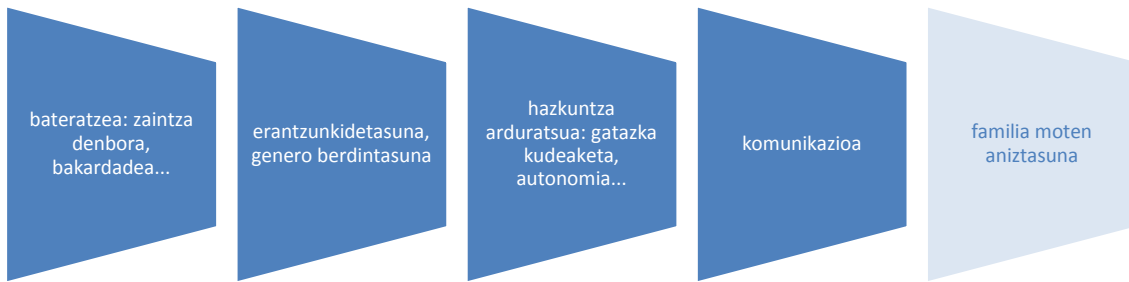 bateratzea: zaintza
denbora,
bakardadea...
erantzunkidetasuna,
genero berdintasuna
hazkuntza
arduratsua: gatazka
kudeaketa,
autonomia...
komunikazioa
familia moten
aniztasuna